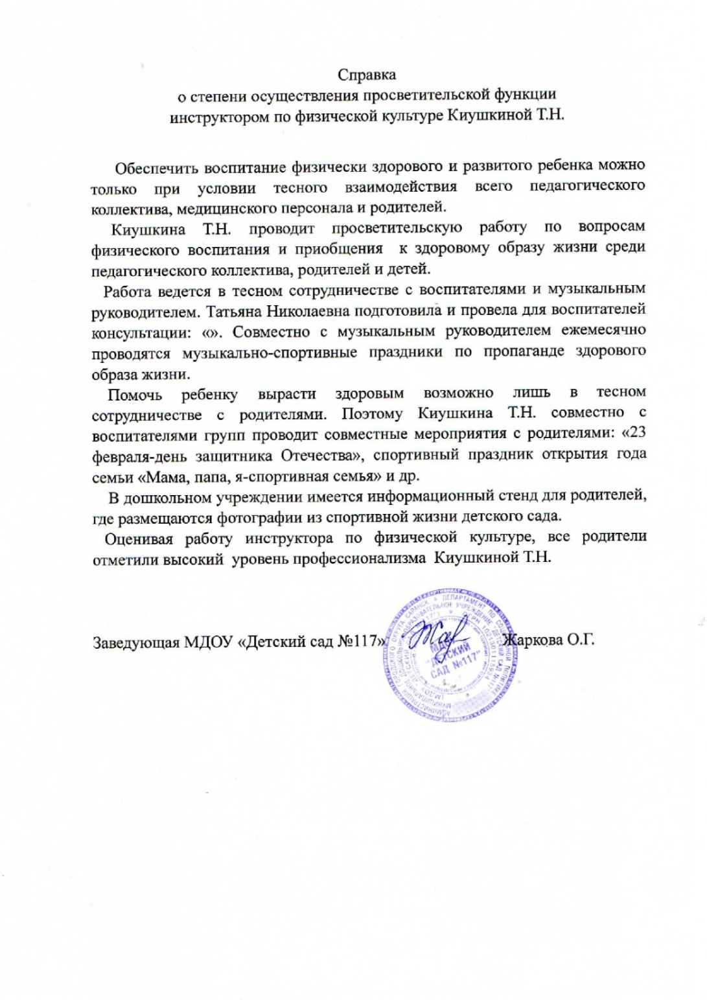 Справка
о степени осуществления просветительской функции
инструктором по физической культуре Киушкиной Т.Н.
Обеспечить воспитание физически здорового и развитого ребенка можно
только при условии тесного взаимодействия всего педагогического
коллектива, медицинского персонала и родителей.
Киушкина Т.Н. проводит просветительскую работу по вопросам
физического воспитания и приобщения к здоровому образу жизни среди
педагогического коллектива, родителей и детей.
Работа ведется в тесном сотрудничестве с воспитателями и музыкальным
руководителем. Татьяна Николаевна подготовила и провела для воспитателей
консультации: «». Совместно с музыкальным руководителем ежемесячно
проводятся музыкально-спортивные праздники по пропаганде здорового
образа жизни.
Помочь ребенку вырасти здоровым возможно лишь в тесном
сотрудничестве с родителями. Поэтому Киушкина Т.Н. совместно с
воспитателями групп проводит совместные мероприятия с родителями: «23
февраля-день защитника Отечества», спортивный праздник открытия года
семьи «Мама, папа, я-спортивная семья» и др.
В дошкольном учреждении имеется информационный стенд для родителей,
где размещаются фотографии из спортивной жизни детского сада.
Оценивая работу инструктора по физической культуре, все родители
отметили высокий уровень профессионализма Киушкиной Т.Н.
Заведующая МДОУ «Детский сад №117» Жаркова О.Г.
МДОУ
"ДЕТСКИЙ
САД №117"